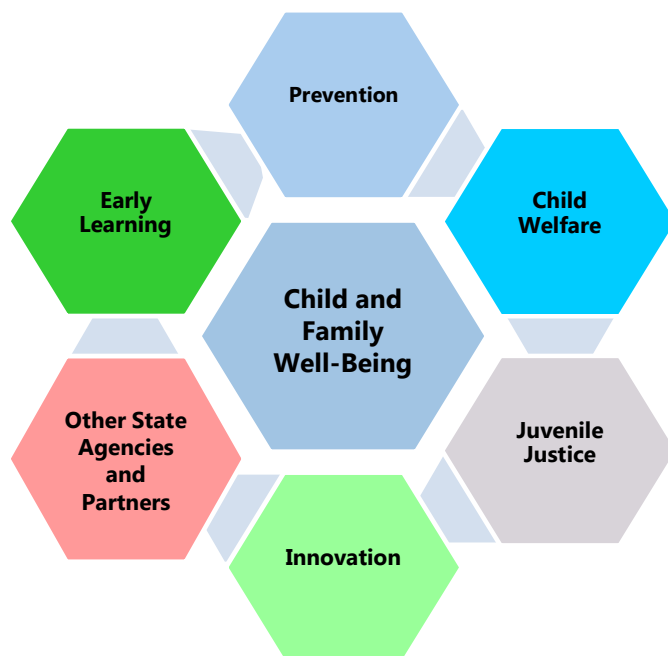 Prevention
Early
Learning
Child
Welfare
Child and
Family
Well-Being
Other State
Agencies
and
Partners
Juvenile
Justice
Innovation